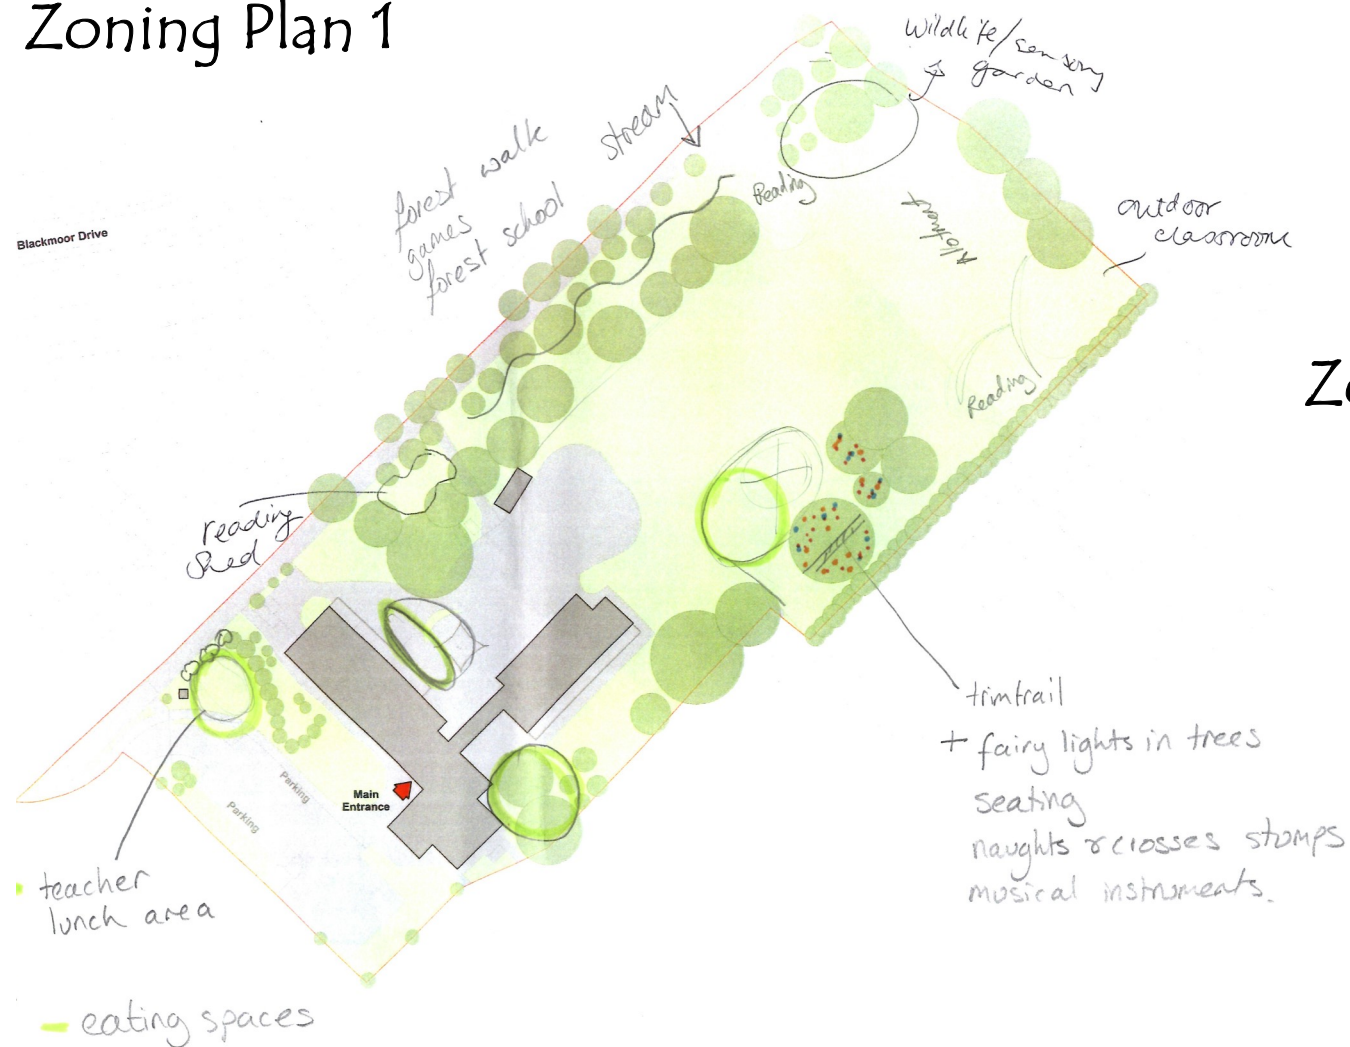 Zoning Plan 1
wildlife/sensory
garden
stream
forest walk
games
forest school
Reading
Allotment
outdoor
classroom
Blackmoor Drive
Zo
Reading
reading
shed
trimtrail
+ fairy lights in trees
seating
naughts & crosses stomps
musical instruments.
Parking
Parking
Main
Entrance
teacher
lunch area
- eating spaces